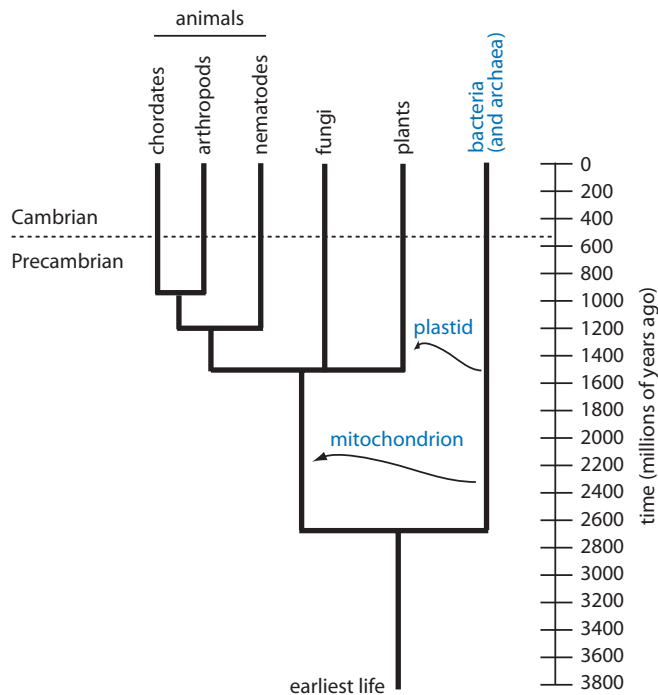 animals
chordates
arthropods
nematodes
fungi
plants
bacteria
(and archaea)
0
200
400
Cambrian
600
Precambrian
800
1000
plastid
1200
1400
1600
1800
mitochondrion
2000
2200
2400
2600
2800
3000
3200
3400
3600
earliest life
3800
time (millions of years ago)